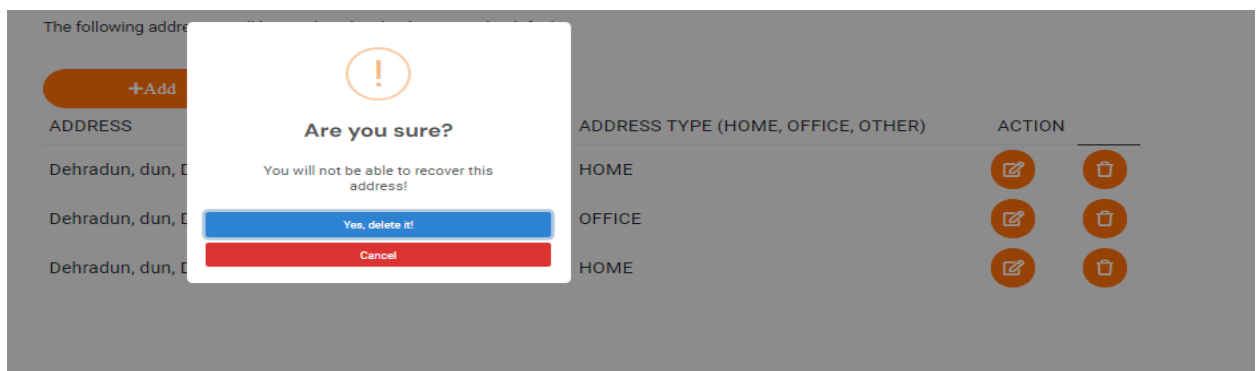 The following addre
+Add
ADDRESS
ADDRESS TYPE (HOME, OFFICE, OTHER)
ACTION
Dehradun, dun, D
HOME
Dehradun, dun, D
OFFICE
Dehradun, dun, D
HOME
!
Are you sure?
You will not be able to recover this
address!
Yes, delete it!
Cancel